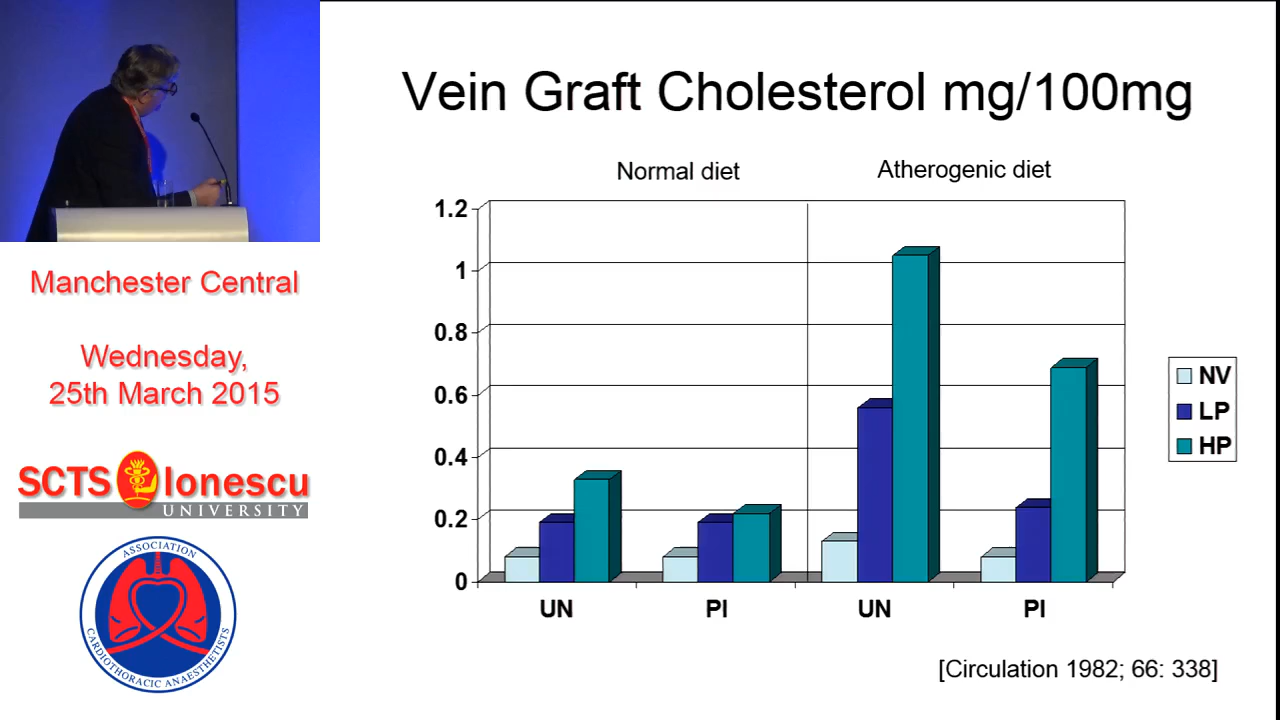 Vein Graft Cholesterol mg/100mg
Normal diet
Atherogenic diet
1.2
1
0.8
0.6
0.4
0.2
0
UN
PI
UN
PI
NV
LP
HP
[Circulation 1982; 66: 338]
Manchester Central
Wednesday,
25th March 2015
SCTS Ionescu
UNIVERSITY
ASSOCIATION
CARDIOTHORACIC ANAESTHETISTS